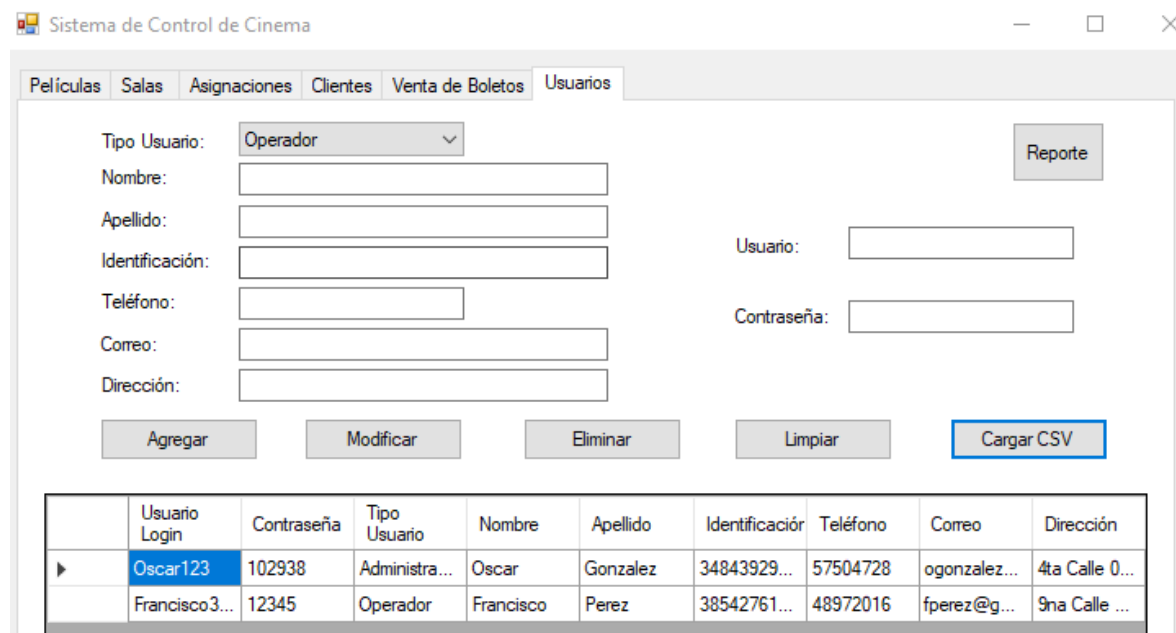 Sistema de Control de Cinema
Películas Salas Asignaciones Clientes Venta de Boletos Usuarios
Tipo Usuario: Operador
Reporte
Nombre:
Apellido:
Usuario:
Identificación:
Teléfono:
Contraseña:
Correo:
Dirección:
Agregar Modificar Eliminar Limpiar Cargar CSV
Usuario Login Contraseña Tipo Usuario Nombre Apellido Identificación Teléfono Correo Dirección
Oscar123 102938 Administra... Oscar Gonzalez 34843929... 57504728 ogonzalez... 4ta Calle 0...
Francisco3... 12345 Operador Francisco Perez 38542761... 48972016 fperez@g... 9na Calle ...